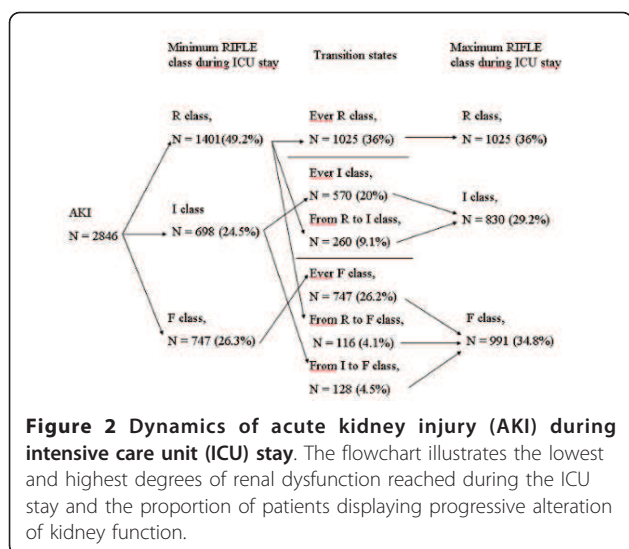 Minimum RIFLE
class during ICU stay
Transition states
Maximum RIFLE
class during ICU stay
R class,
N = 1401(49.2%)
Ever R class,
N = 1025 (36%)
R class,
N = 1025 (36%)
AKI
N = 2846
I class
N = 698 (24.5%)
Ever I class,
N = 570 (20%)
From R to I class,
N = 260 (9.1%)
I class,
N = 830 (29.2%)
F class,
N = 747 (26.3%)
Ever F class,
N = 747 (26.2%)
From R to F class,
N = 116 (4.1%)
From I to F class,
N = 128 (4.5%)
F class,
N = 991 (34.8%)
Figure 2 Dynamics of acute kidney injury (AKI) during
intensive care unit (ICU) stay. The flowchart illustrates the lowest
and highest degrees of renal dysfunction reached during the ICU
stay and the proportion of patients displaying progressive alteration
of kidney function.